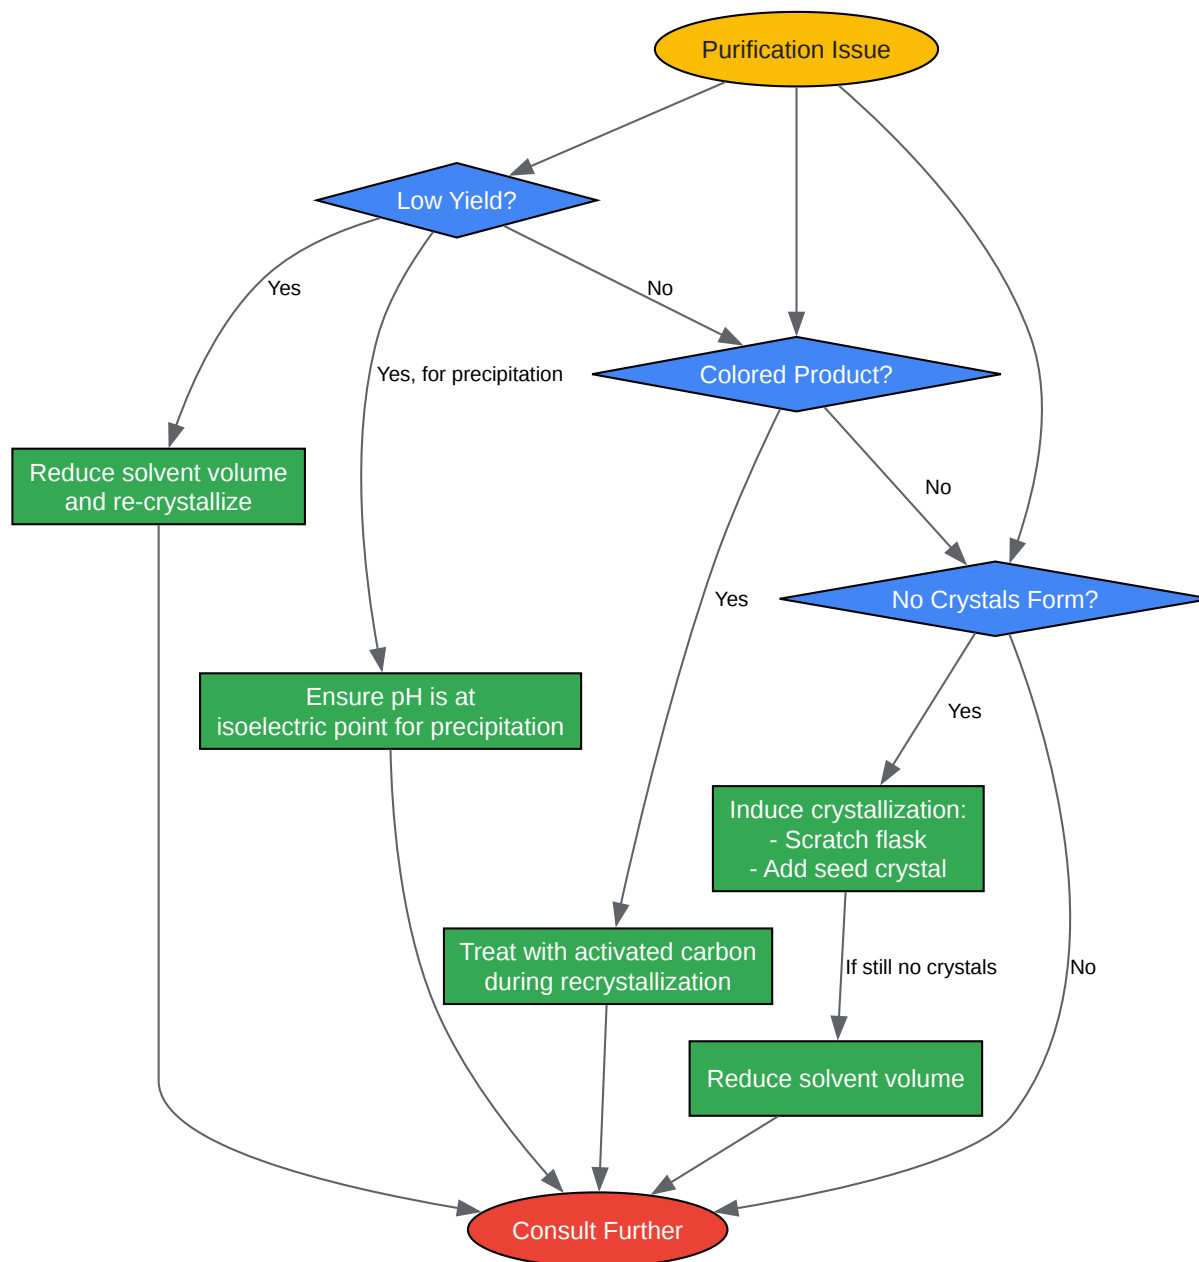 Purification Issue
Low Yield?
Yes
No
Yes, for precipitation
Colored Product?
Reduce solvent volume
and re-crystallize
No
Yes
No Crystals Form?
Ensure pH is at
isoelectric point for precipitation
Yes
Induce crystallization:
- Scratch flask
- Add seed crystal
Treat with activated carbon
during recrystallization
If still no crystals
No
Reduce solvent volume
Consult Further